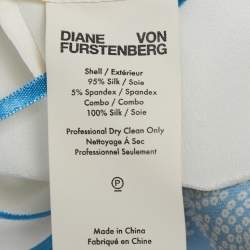 DIANE VON
FURSTENBERG
Shell / Extérieur
95% Silk / Soie
5% Spandex / Spandex
Combo / Combo
100% Silk / Soie
Professional Dry Clean Only
Nettoyage À Sec
Professionnel Seulement
P
Made in China
Fabriqué en Chine